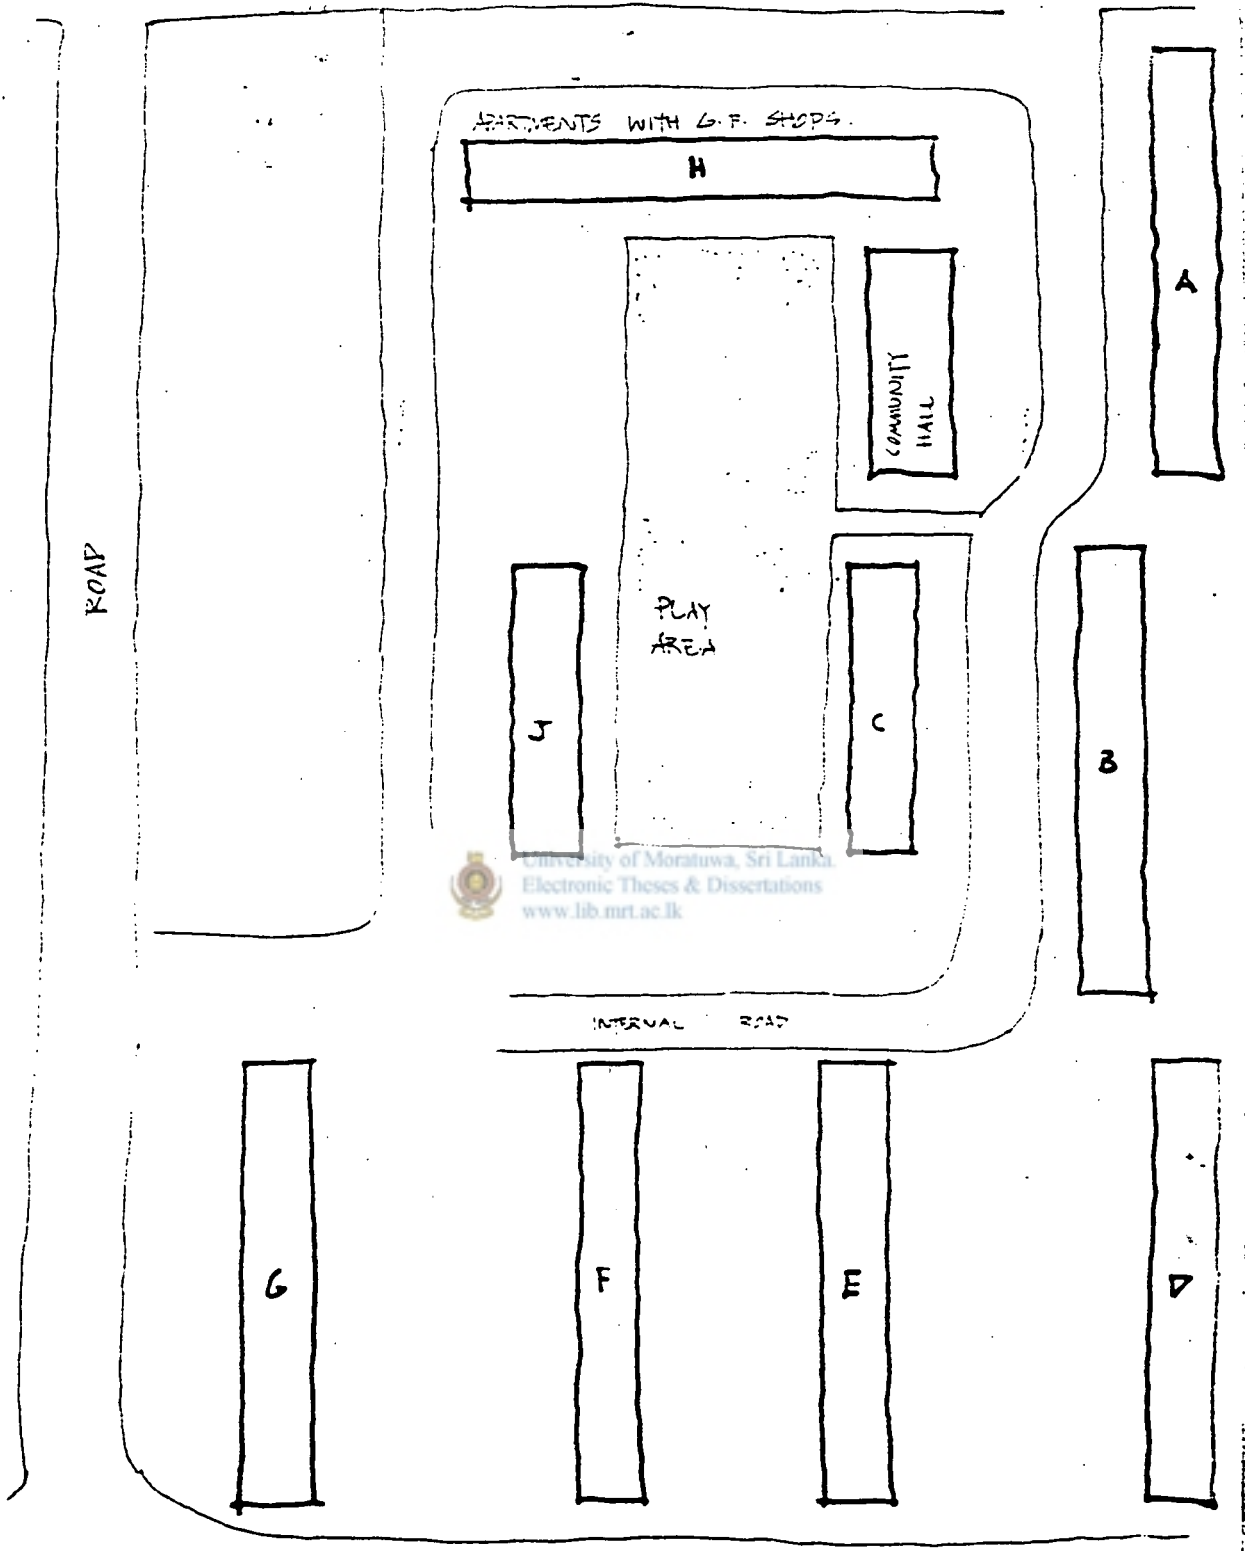 APARTMENTS WITH G.F. SHOPS.
H
A
COMMUNITY
HALL
ROAD
PLAY
AREA
J
C
B
University of Moratuwa, Sri Lanka.
Electronic Theses & Dissertations
www.lib.mrt.ac.lk
INTERNAL ROAD
G
F
E
D